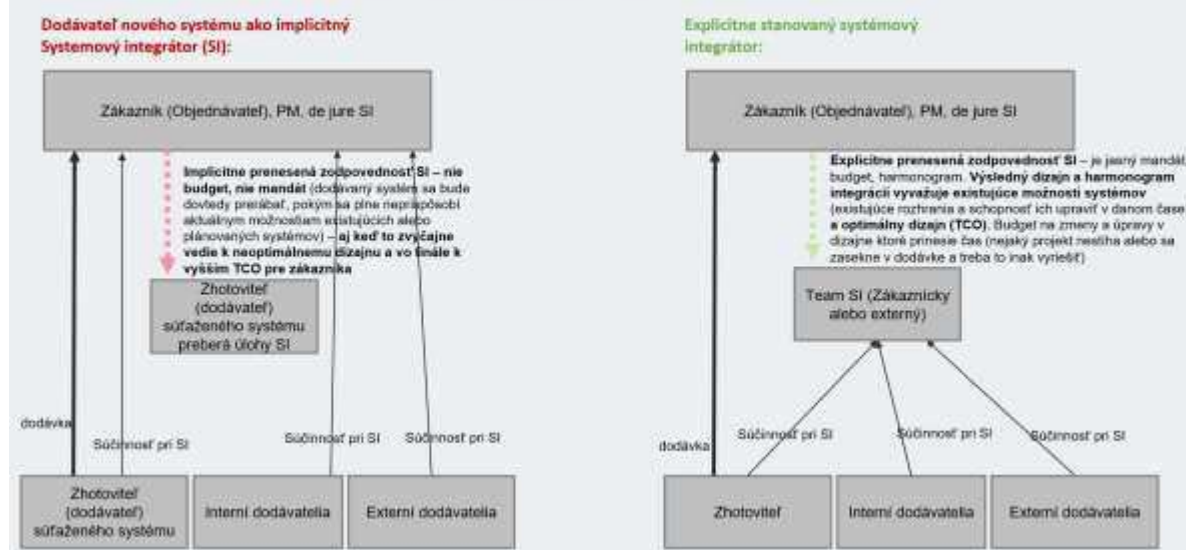 Dodávateľ nového systému ako implicitný
Systemový integrátor (SI):
Zákazník (Objednávateľ), PM, de jure SI
Implicitne prenesená zodpovednosť SI – nie
budget, nie mandát (dodávaný systém sa bude
dovtedy prerábať, pokým sa plne neprispôsobí
aktuálnym možnostiam existujúcich alebo
plánovaných systémov) – aj keď to zvyčajne
vedie k neoptimálnemu dizajnu a vo finále k
vyšším TCO pre zákazníka
Zhotoviteľ
(dodávateľ)
súťaženého systému
preberá úlohy SI
dodávka
Súčinnosť pri SI
Súčinnosť pri SI
Súčinnosť pri SI
Zhotoviteľ
(dodávateľ)
súťaženého systému
Interní dodávatelia
Externí dodávatelia
Explicitne stanovaný systémový
integrátor:
Zákazník (Objednávateľ), PM, de jure SI
Explicitne prenesená zodpovednosť SI – je jasný mandát
budget, harmonogram. Výsledný dizajn a harmonogram
integrácií vyvažuje existujúce možnosti systémov
(existujúce rozhrania a schopnosť ich upraviť v danom čase
a optimálny dizajn (TCO). Budget na zmeny a úpravy v
dizajne ktoré prinesie čas (nejaký projekt nestíha alebo sa
zasekne v dodávke a treba to inak vyriešiť)
Team SI (Zákaznícky
alebo externý)
dodávka
Súčinnosť pri SI
Súčinnosť pri SI
Súčinnosť pri SI
Zhotoviteľ
Interní dodávatelia
Externí dodávatelia